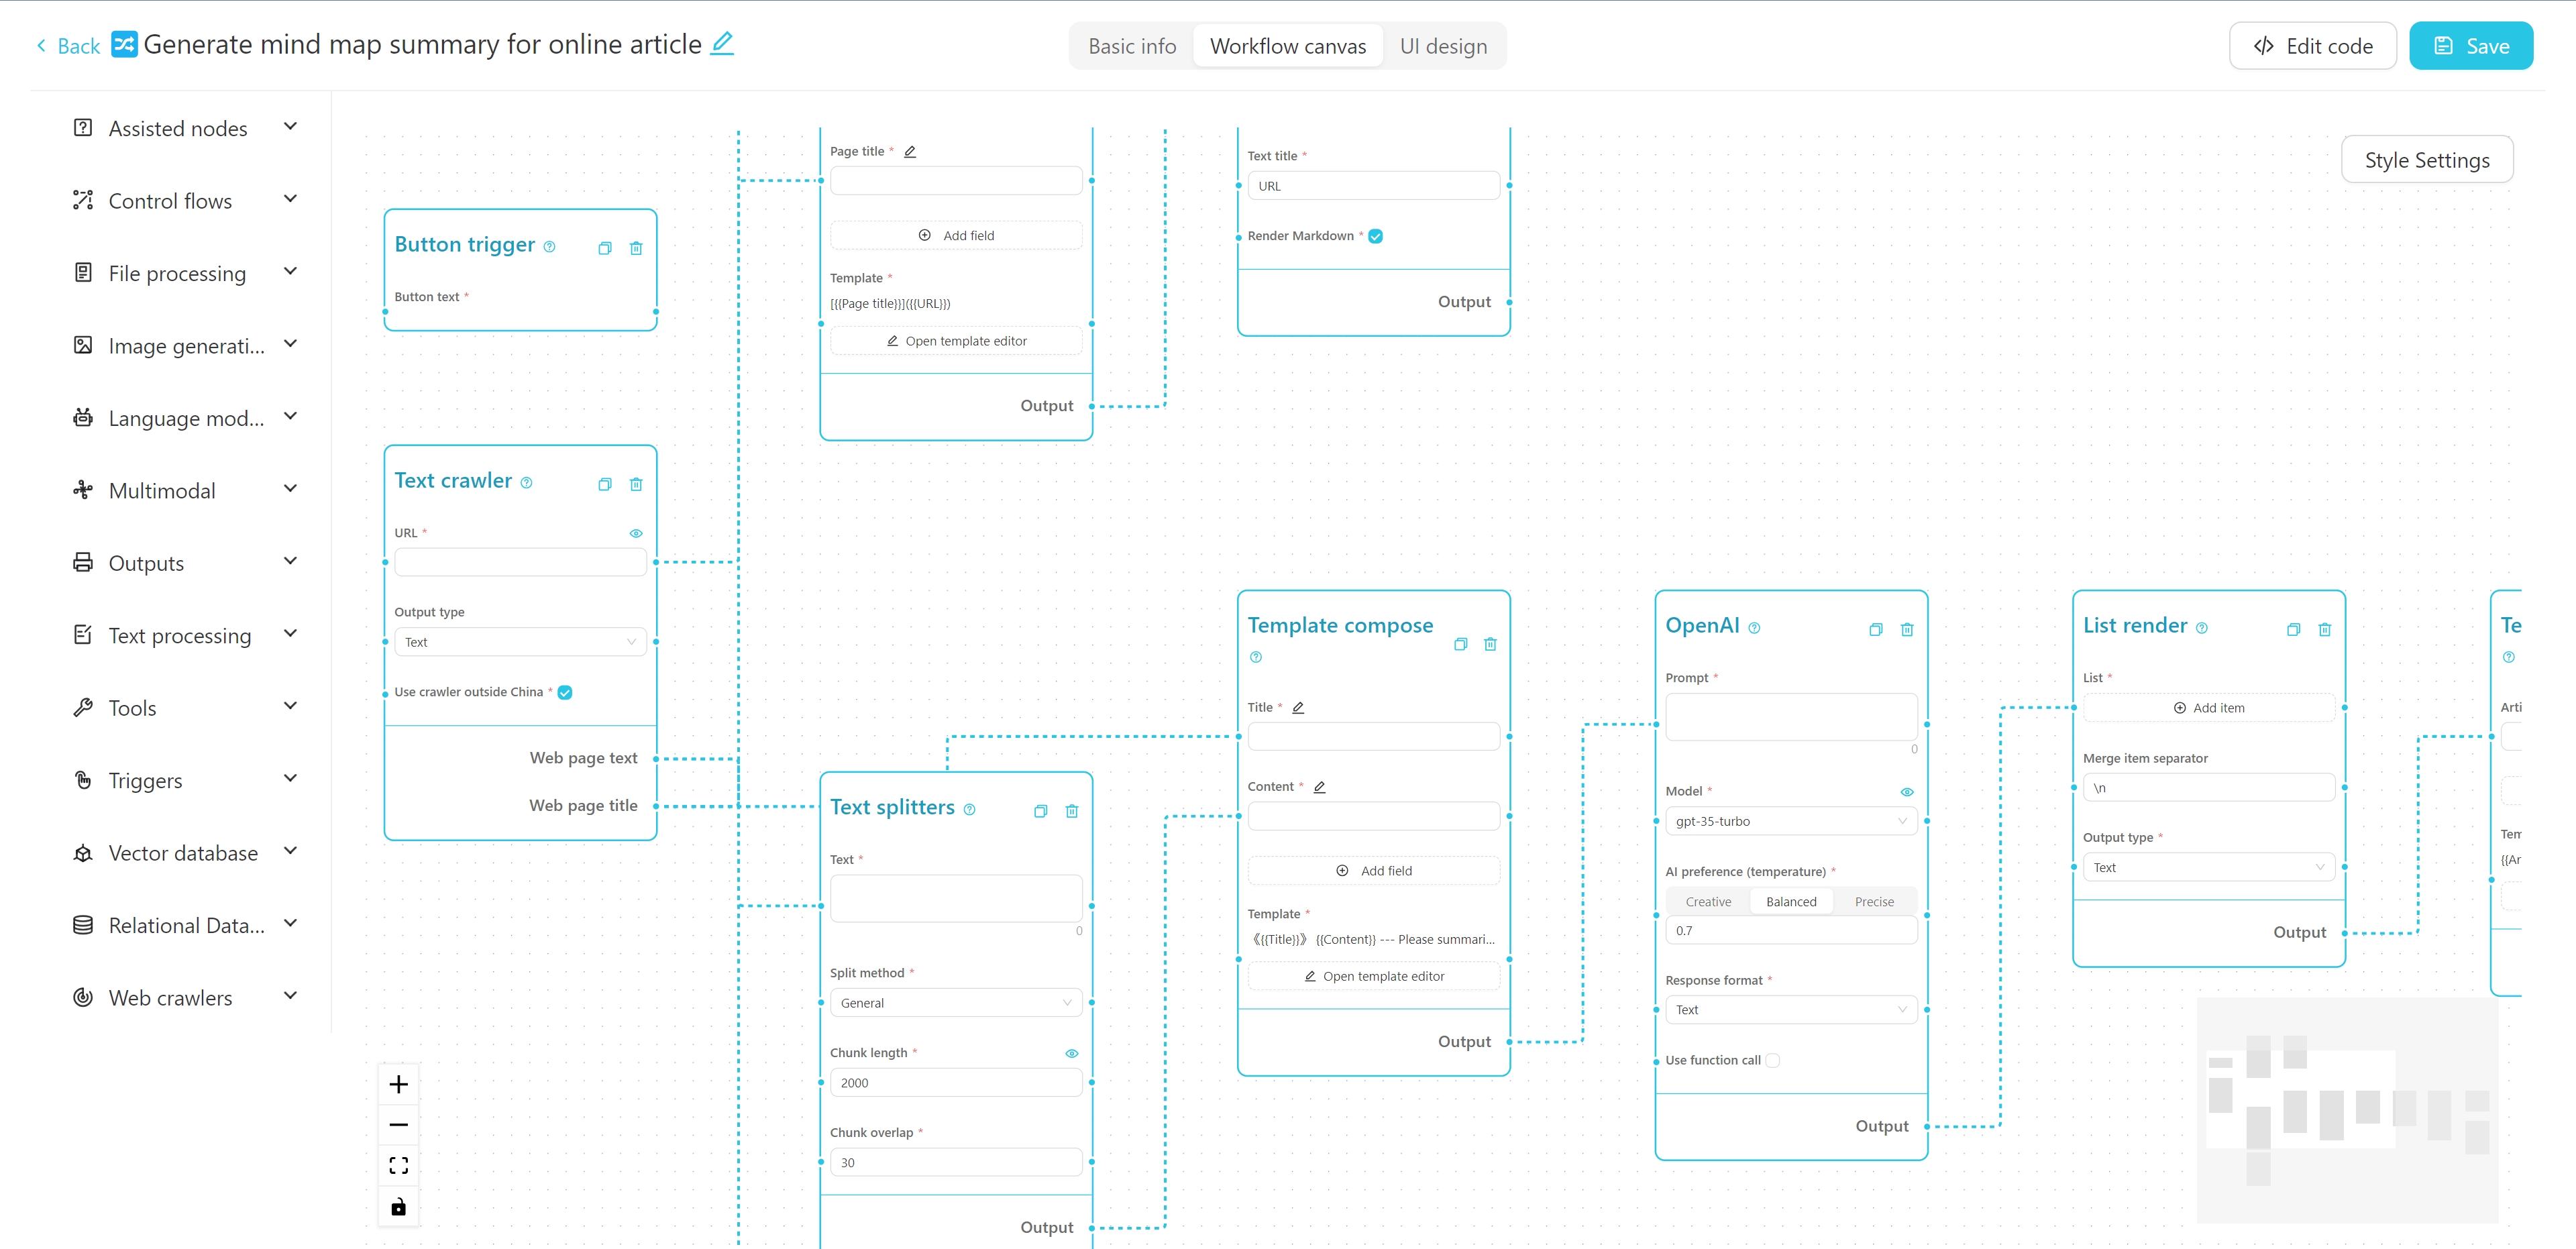 Back
Generate mind map summary for online article
Basic info
Workflow canvas
UI design
Edit code
Save
Assisted nodes
Control flows
File processing
Image generati...
Language mod...
Multimodal
Outputs
Text processing
Tools
Triggers
Vector database
Relational Data...
Web crawlers
Style Settings
Button trigger
Button text *
Text crawler
URL *
Output type
Text
Use crawler outside China *
Web page text
Web page title
Page title *
Add field
Template *
[{{Page title}}]({{URL}})
Open template editor
Output
Text title *
URL
Render Markdown *
Output
Text splitters
Text *
0
Split method *
General
Chunk length *
2000
Chunk overlap *
30
Output
Template compose
Title *
Content *
Add field
Template *
《{{Title}}》 {{Content}} --- Please summari...
Open template editor
Output
OpenAI
Prompt *
0
Model *
gpt-35-turbo
AI preference (temperature) *
Creative
Balanced
Precise
0.7
Response format *
Text
Use function call
Output
List render
List *
Add item
Merge item separator
\n
Output type *
Text
Output
Te
Arti
Tem
{{Ar